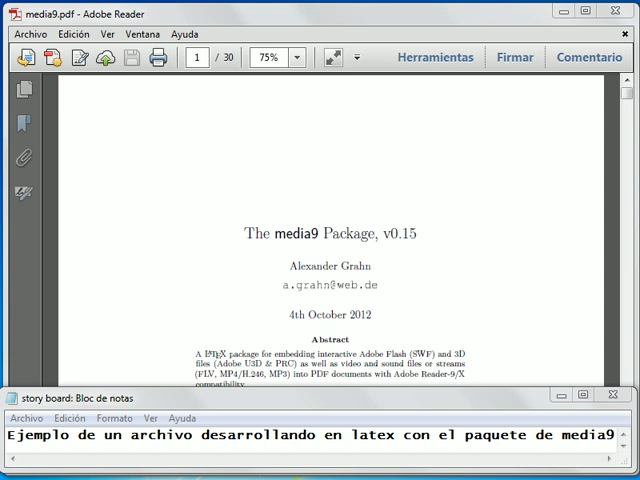 media9.pdf - Adobe Reader
Archivo Edición Ver Ventana Ayuda
1 / 30 75% Herramientas Firmar Comentario
The media9 Package, v0.15
Alexander Grahn
a.grahn@web.de
4th October 2012
Abstract
A LATEX package for embedding interactive Adobe Flash (SWF) and 3D
files (Adobe U3D & PRC) as well as video and sound files or streams
(FLV, MP4/H.246, MP3) into PDF documents with Adobe Reader-9/X
compatibility.
story board: Bloc de notas
Archivo Edición Formato Ver Ayuda
Ejemplo de un archivo desarrollando en latex con el paquete de media9